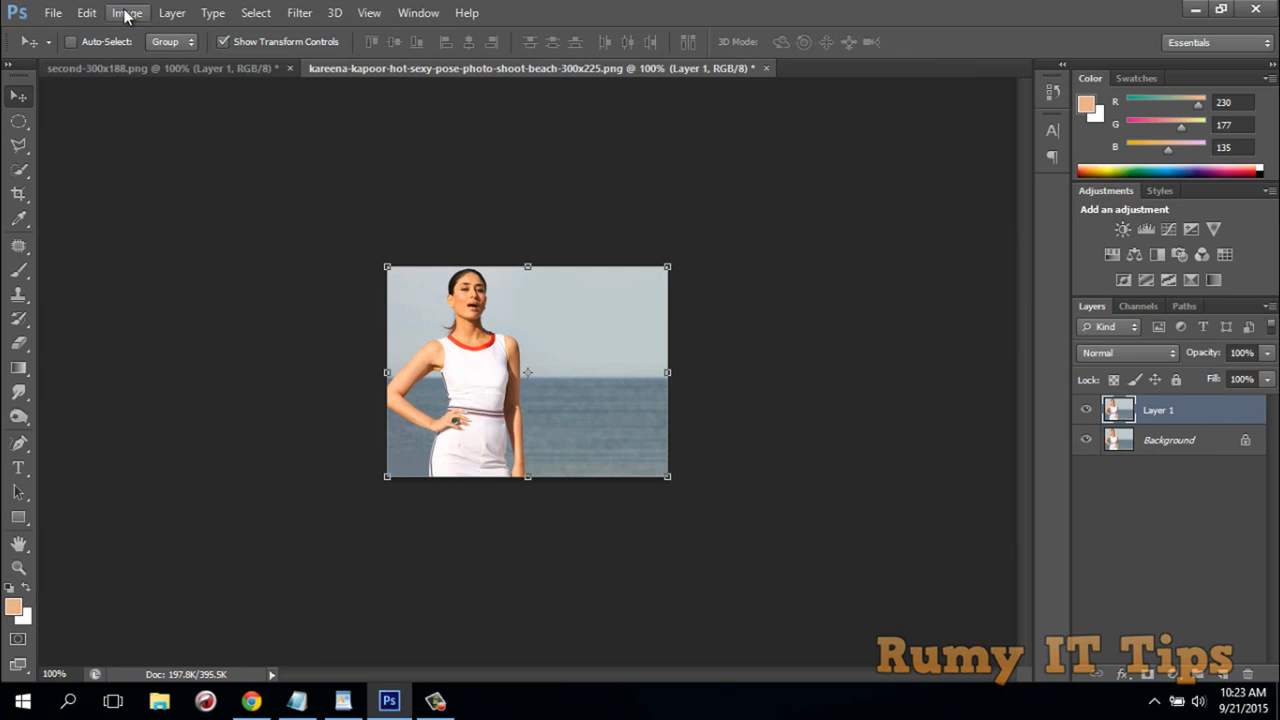 Ps File Edit Image Layer Type Select Filter 3D View Window Help
Auto-Select: Group Show Transform Controls 3D Mode: Essentials
second-300x188.png @ 100% (Layer 1, RGB/8) * × kareena-kapoor-hot-sexy-pose-photo-shoot-beach-300x225.png @ 100% (Layer 1, RGB/8) * ×
Color Swatches
R 230
G 177
B 135
Adjustments Styles
Add an adjustment
Layers Channels Paths
Kind
Normal Opacity: 100%
Lock: Fill: 100%
Layer 1
Background
Rumy IT Tips
100% Doc: 197.8K/395.5K
fx
Ps
10:23 AM
9/21/2015